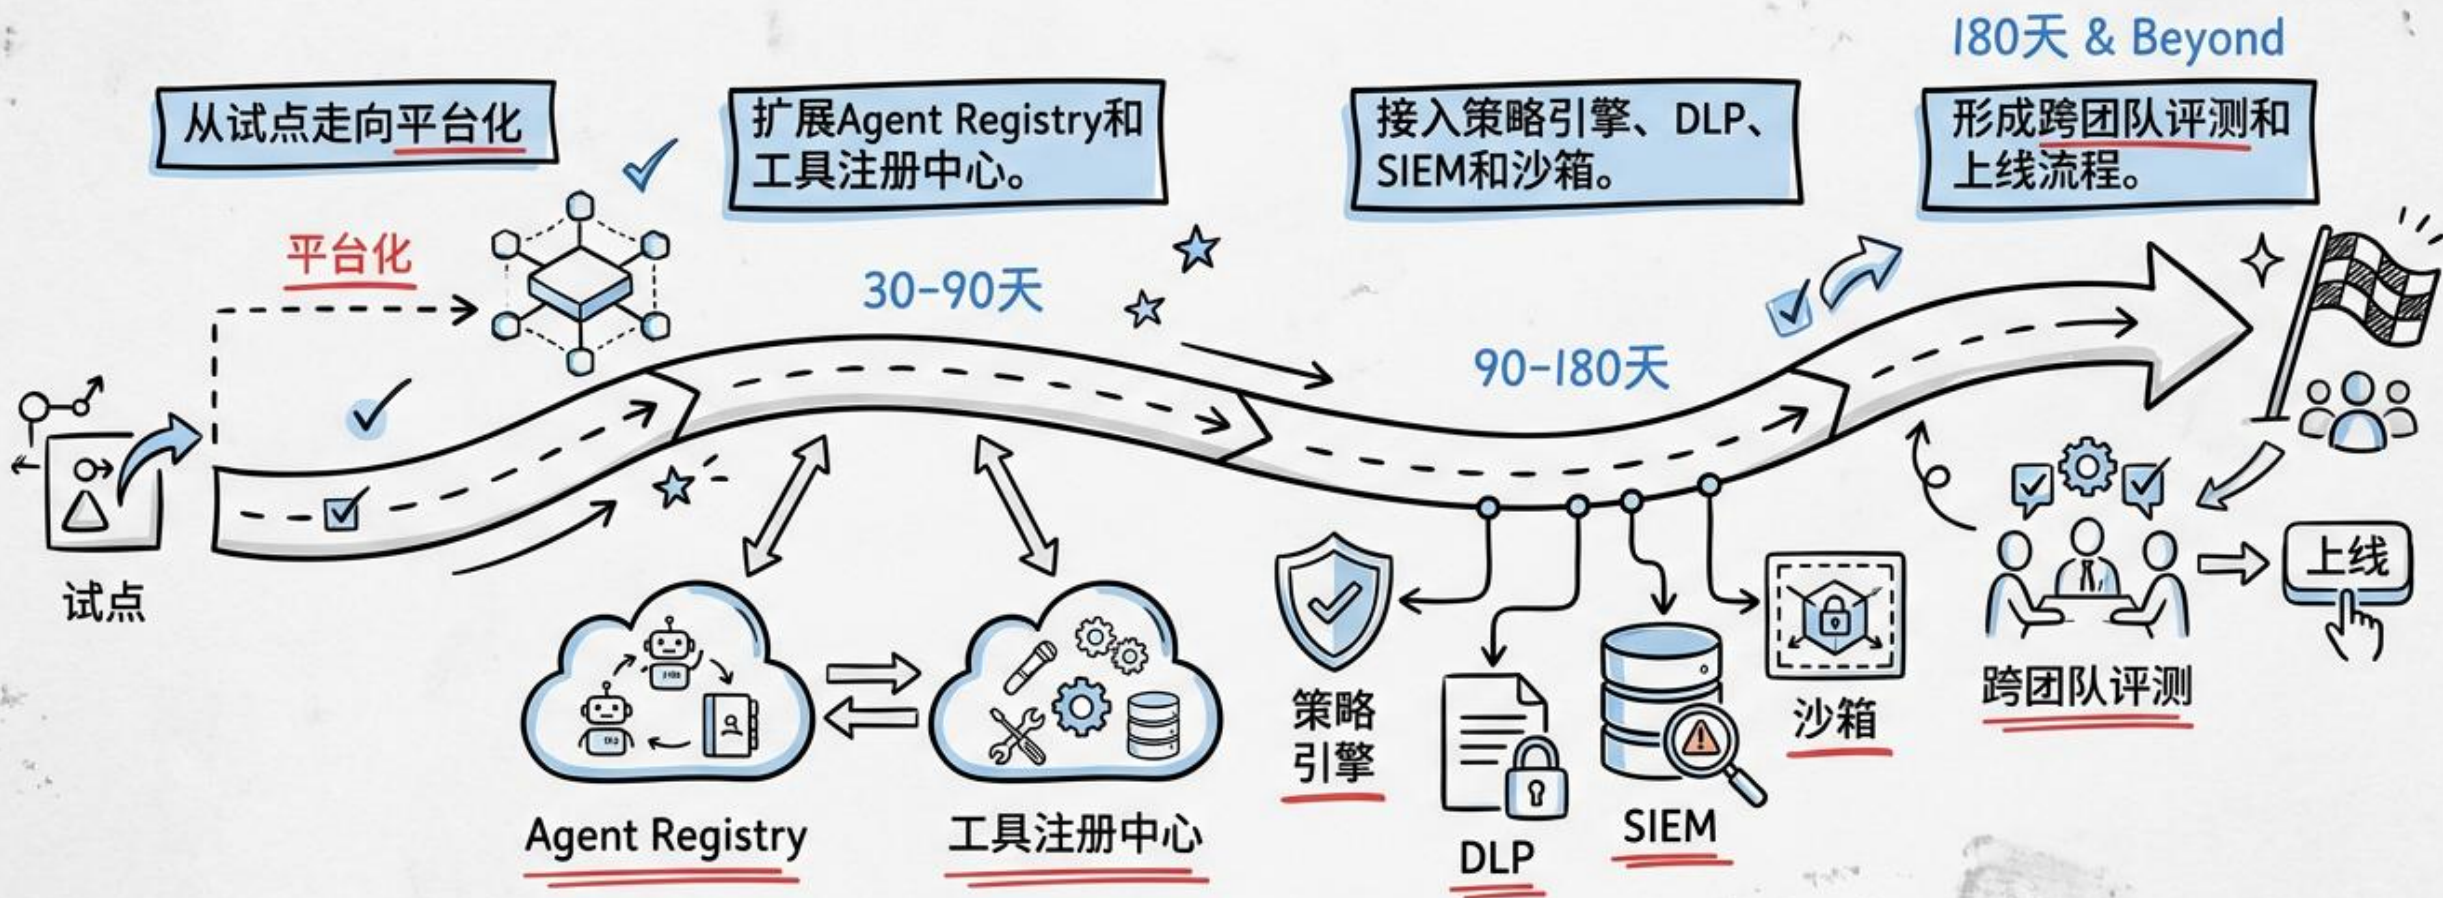 180天 & Beyond
从试点走向平台化
扩展Agent Registry和
工具注册中心。
接入策略引擎、DLP、
SIEM和沙箱。
形成跨团队评测和
上线流程。
平台化
30-90天
90-180天
试点
上线
策略
引擎
沙箱
跨团队评测
Agent Registry
工具注册中心
DLP
SIEM